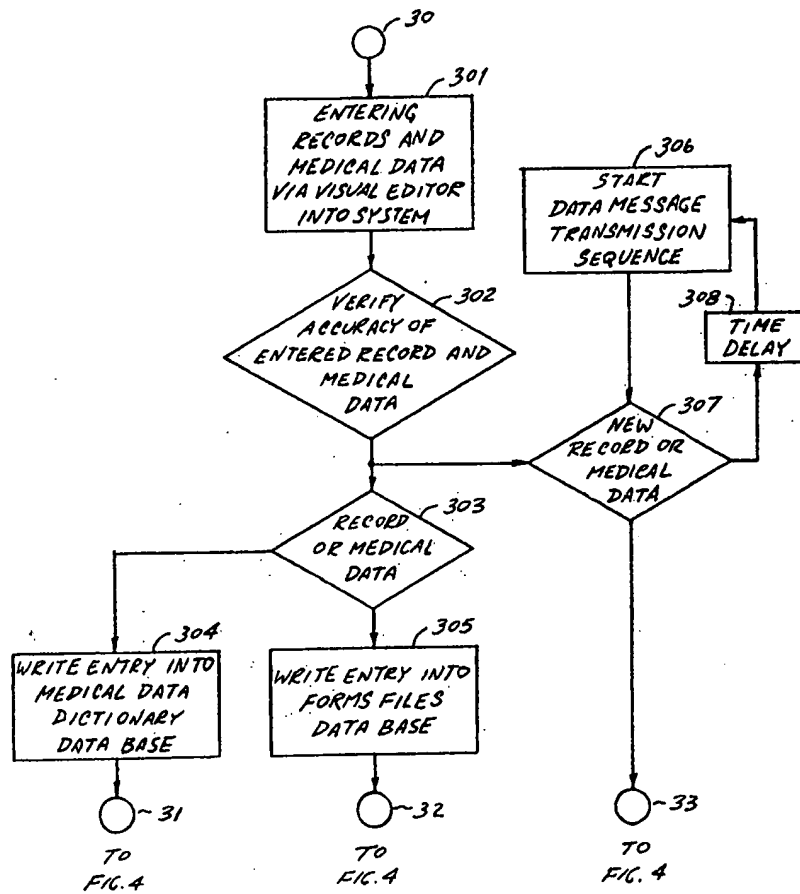 30
301
ENTERING
RECORDS AND
MEDICAL DATA
VIA VISUAL EDITOR
INTO SYSTEM
302
VERIFY
ACCURACY OF
ENTERED RECORD AND
MEDICAL
DATA
303
RECORD
OR MEDICAL
DATA
304
WRITE ENTRY INTO
MEDICAL DATA
DICTIONARY
DATA BASE
31
TO
FIG. 4
305
WRITE ENTRY INTO
FORMS FILES
DATA BASE
32
TO
FIG. 4
306
START
DATA MESSAGE
TRANSMISSION
SEQUENCE
308
TIME
DELAY
307
NEW
RECORD OR
MEDICAL
DATA
33
TO
FIG. 4